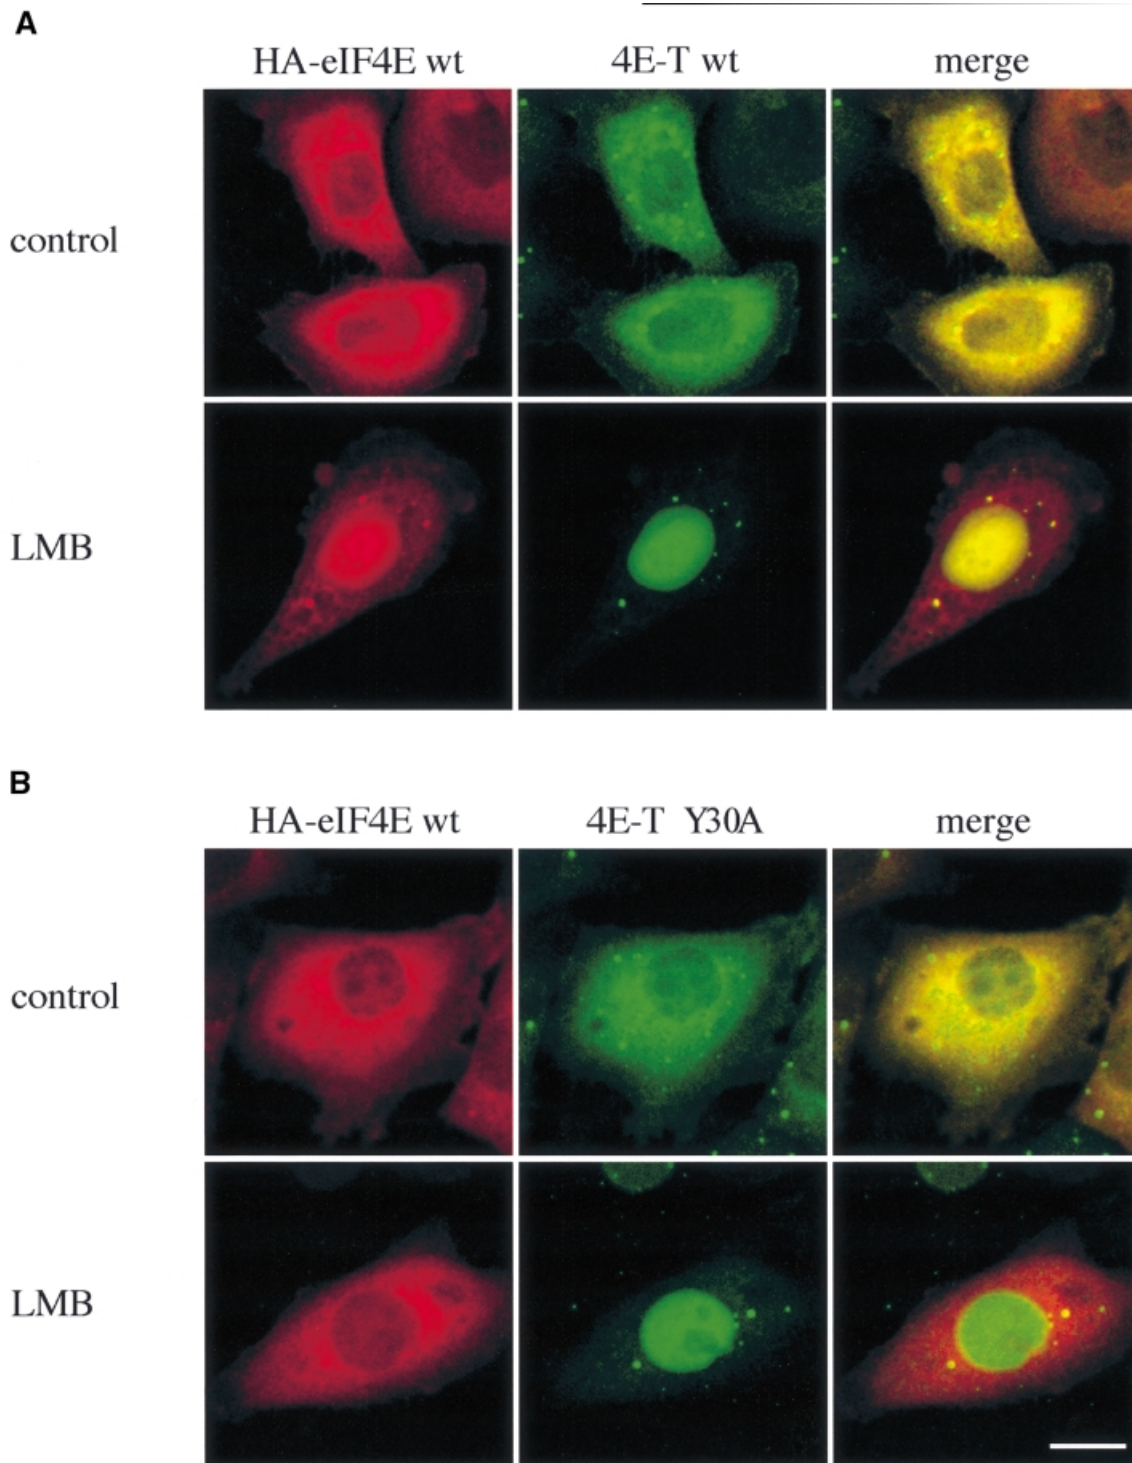 A
HA-eIF4E wt 4E-T wt merge
control
LMB
B
HA-eIF4E wt 4E-T Y30A merge
control
LMB